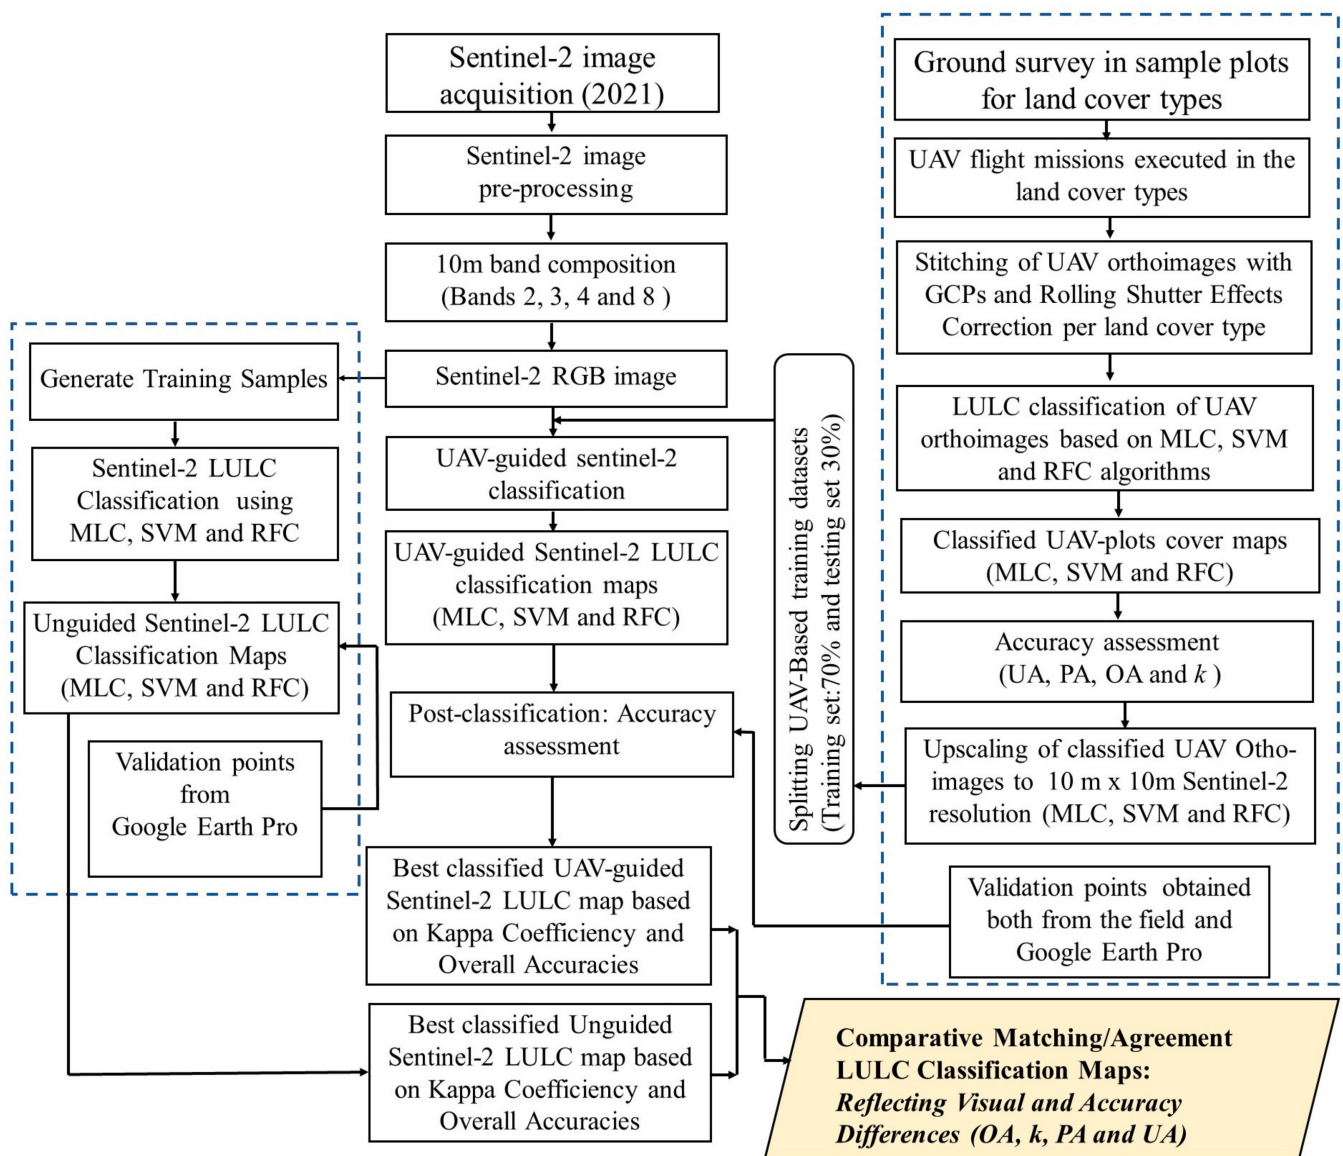 Sentinel-2 image
acquisition (2021)
Sentinel-2 image
pre-processing
10m band composition
(Bands 2, 3, 4 and 8 )
Sentinel-2 RGB image
UAV-guided sentinel-2
classification
UAV-guided Sentinel-2 LULC
classification maps
(MLC, SVM and RFC)
Post-classification: Accuracy
assessment
Best classified UAV-guided
Sentinel-2 LULC map based
on Kappa Coefficiency and
Overall Accuracies
Best classified Unguided
Sentinel-2 LULC map based
on Kappa Coefficiency and
Overall Accuracies
Generate Training Samples
Sentinel-2 LULC
Classification using
MLC, SVM and RFC
Unguided Sentinel-2 LULC
Classification Maps
(MLC, SVM and RFC)
Validation points
from
Google Earth Pro
Splitting UAV-Based training datasets
(Training set:70% and testing set 30%)
Ground survey in sample plots
for land cover types
UAV flight missions executed in the
land cover types
Stitching of UAV orthoimages with
GCPs and Rolling Shutter Effects
Correction per land cover type
LULC classification of UAV
orthoimages based on MLC, SVM
and RFC algorithms
Classified UAV-plots cover maps
(MLC, SVM and RFC)
Accuracy assessment
(UA, PA, OA and k )
Upscaling of classified UAV Otho-
images to 10 m x 10m Sentinel-2
resolution (MLC, SVM and RFC)
Validation points obtained
both from the field and
Google Earth Pro
Comparative Matching/Agreement
LULC Classification Maps:
Reflecting Visual and Accuracy
Differences (OA, k, PA and UA)